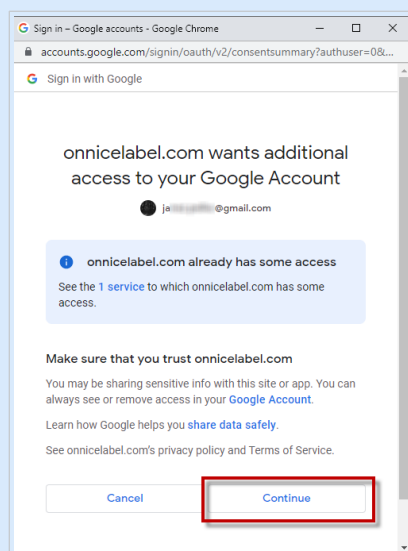 Sign in – Google accounts - Google Chrome
accounts.google.com/signin/oauth/v2/consentsummary?authuser=0&...
G Sign in with Google
onnicelabel.com wants additional
access to your Google Account
ja @gmail.com
onnicelabel.com already has some access
See the 1 service to which onnicelabel.com has some
access.
Make sure that you trust onnicelabel.com
You may be sharing sensitive info with this site or app. You can
always see or remove access in your Google Account.
Learn how Google helps you share data safely.
See onnicelabel.com's privacy policy and Terms of Service.
Cancel Continue